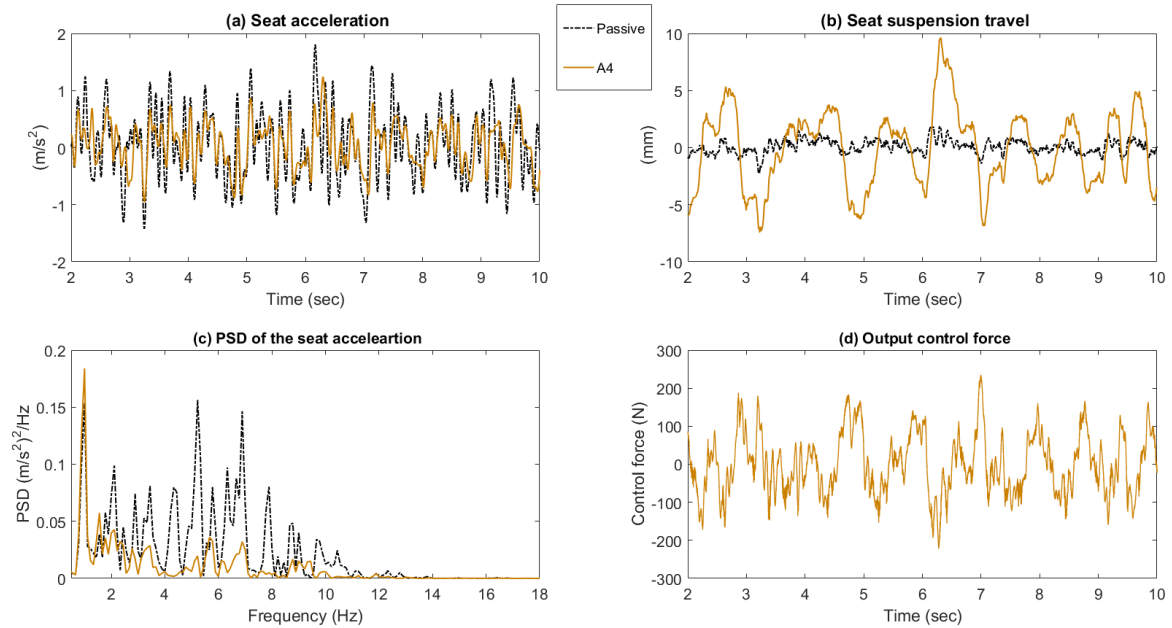 (a) Seat acceleration
2
1
0
-1
-2
(m/s²)
2 3 4 5 6 7 8 9 10
Time (sec)
Passive
A4
(b) Seat suspension travel
10
5
0
-5
-10
(mm)
2 3 4 5 6 7 8 9 10
Time (sec)
(c) PSD of the seat acceleartion
0.2
0.15
0.1
0.05
0
PSD (m/s²)²/Hz
2 4 6 8 10 12 14 16 18
Frequency (Hz)
(d) Output control force
300
200
100
0
-100
-200
-300
Control force (N)
2 3 4 5 6 7 8 9 10
Time (sec)